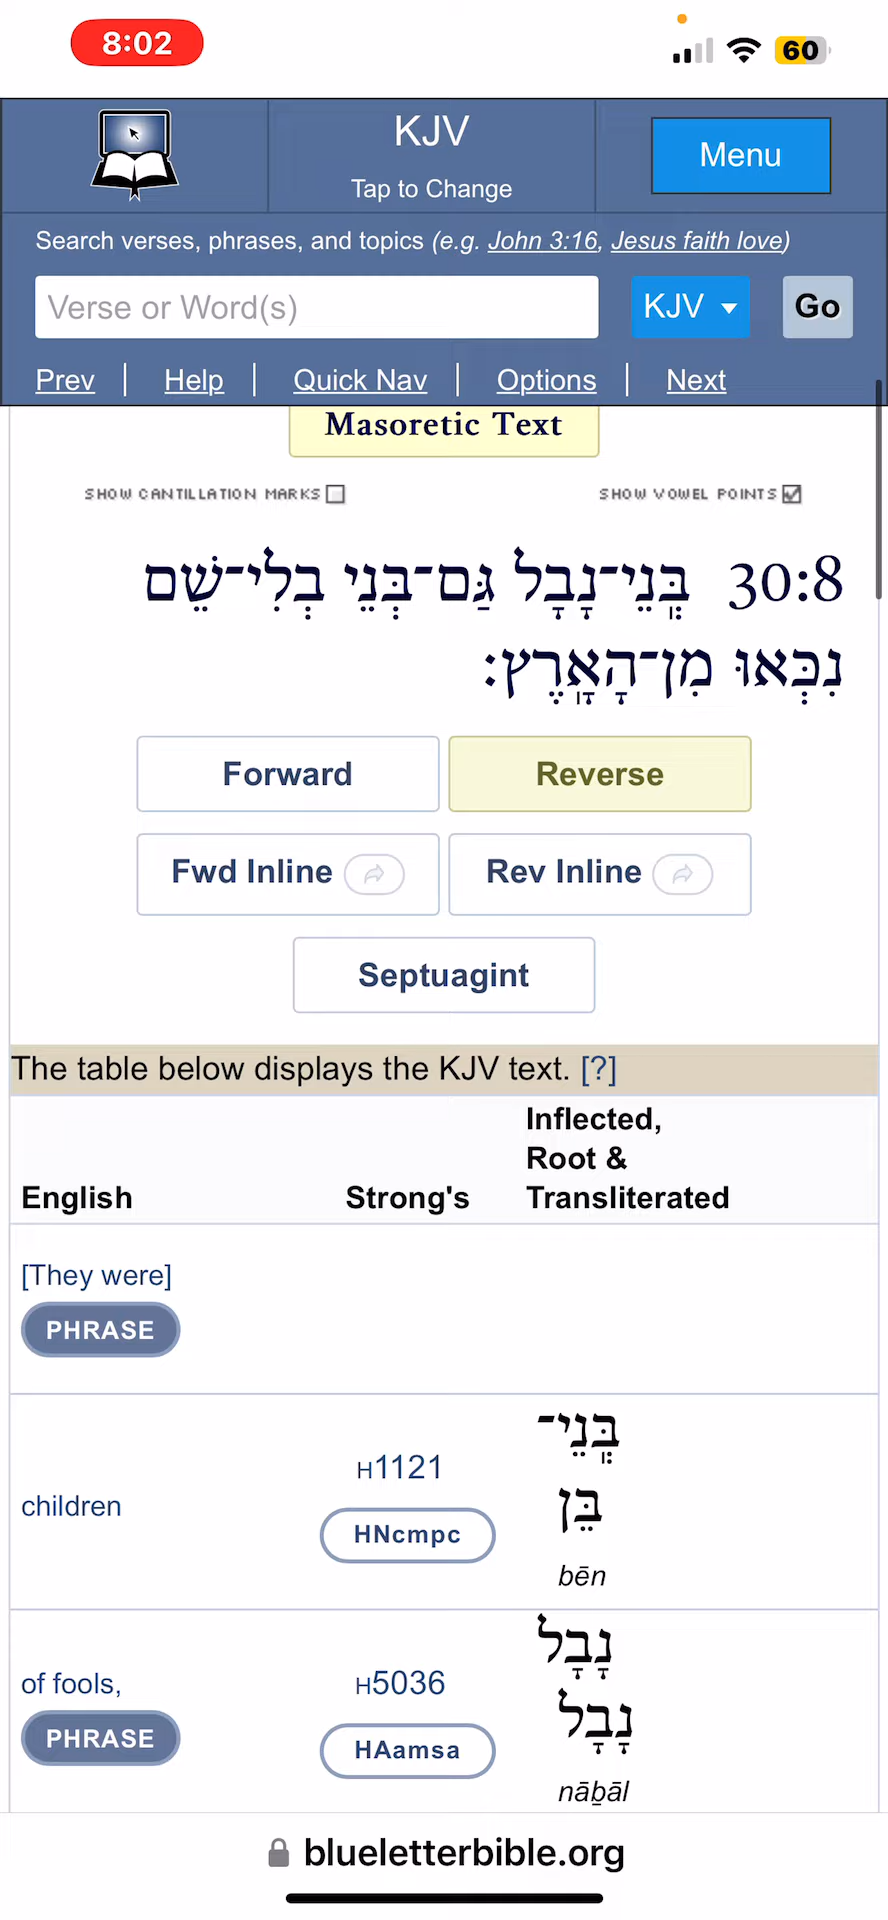 8:02
60
KJV
Tap to Change
Menu
Search verses, phrases, and topics (e.g. John 3:16, Jesus faith love)
Verse or Word(s)
KJV
Go
Prev | Help | Quick Nav | Options | Next
Masoretic Text
SHOW CANTILLATION MARKS
SHOW VOWEL POINTS
30:8 בְּֽנֵי־נָבָל גַּם־בְּנֵי בְלִי־שֵׁם
נִכְּאוּ מִן־הָאָֽרֶץ׃
Forward
Reverse
Fwd Inline
Rev Inline
Septuagint
The table below displays the KJV text. [?]
English
Strong's
Inflected,
Root &
Transliterated
[They were]
PHRASE
children
H1121
HNcmpc
בְּֽנֵי־
בֵּן
bēn
of fools,
PHRASE
H5036
HAamsa
נָבָל
נָבָל
nāḇāl
blueletterbible.org